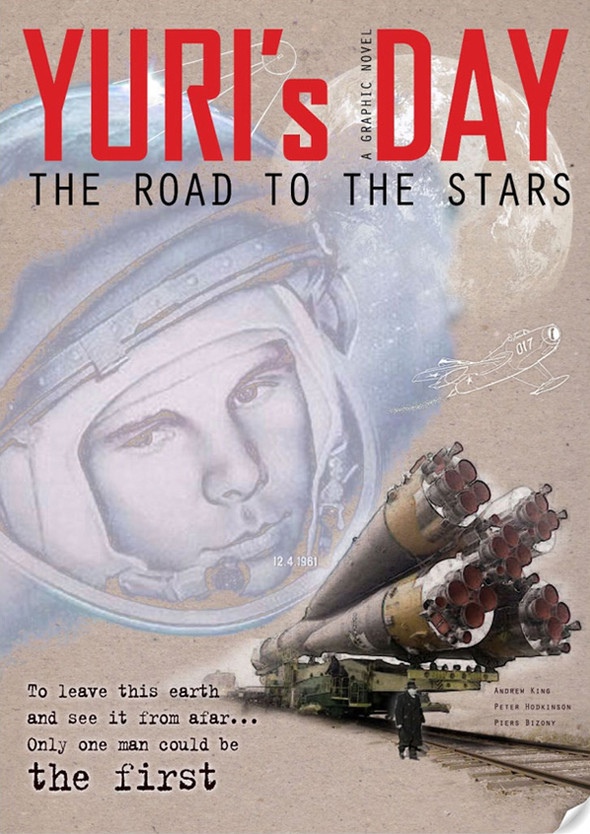 YURI's DAY
A GRAPHIC NOVEL
THE ROAD TO THE STARS
017
12.4.1961
To leave this earth
and see it from afar...
Only one man could be
the first
ANDREW KING
PETER HODKINSON
PIERS BIZONY